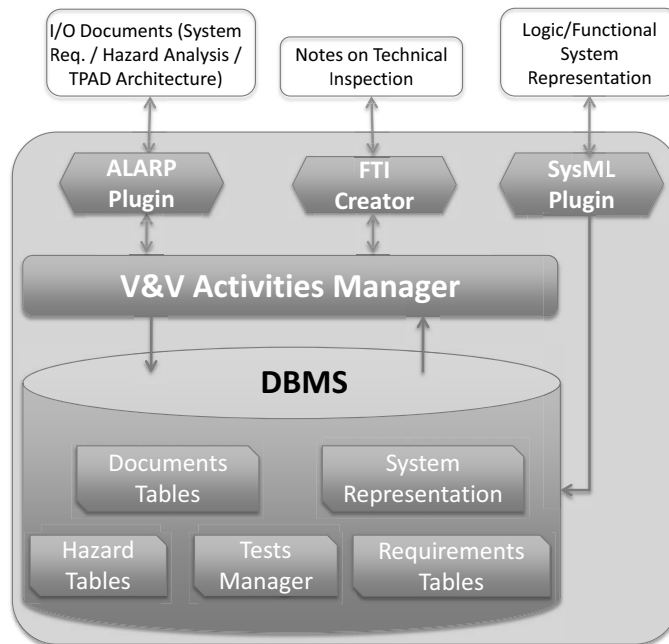 I/O Documents (System
Req. / Hazard Analysis /
TPAD Architecture)
Notes on Technical
Inspection
Logic/Functional
System
Representation
ALARP
Plugin
FTI
Creator
SysML
Plugin
V&V Activities Manager
DBMS
Documents
Tables
System
Representation
Hazard
Tables
Tests
Manager
Requirements
Tables